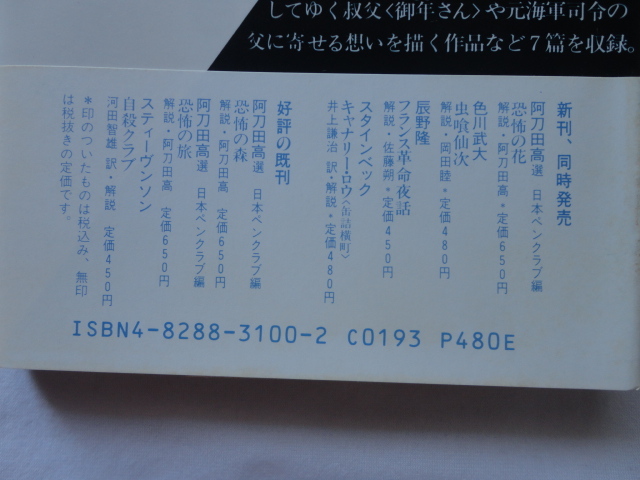 してゆく叔父〈御年さん〉や元海軍司令の
父に寄せる想いを描く作品など7篇を収録。
新刊、同時発売
阿刀田高選 日本ペンクラブ編
恐怖の花
解説・阿刀田高*定価650円
色川武大
虫喰仙次
解説・岡田睦*定価480円
辰野隆
フランス革命夜話
解説・佐藤朔*定価450円
スタインベック
キャナリー・ロウ〈缶詰横町〉
井上謙治 訳・解説*定価480円
好評の既刊
阿刀田高選 日本ペンクラブ編
恐怖の森
解説・阿刀田高 定価650円
阿刀田高選 日本ペンクラブ編
恐怖の旅
解説・阿刀田高 定価650円
スティーヴンソン
自殺クラブ
河田智雄 訳・解説 定価450円
*印のついたものは税込み、無印
は税抜きの定価です。
ISBN4-8288-3100-2 C0193 P480E